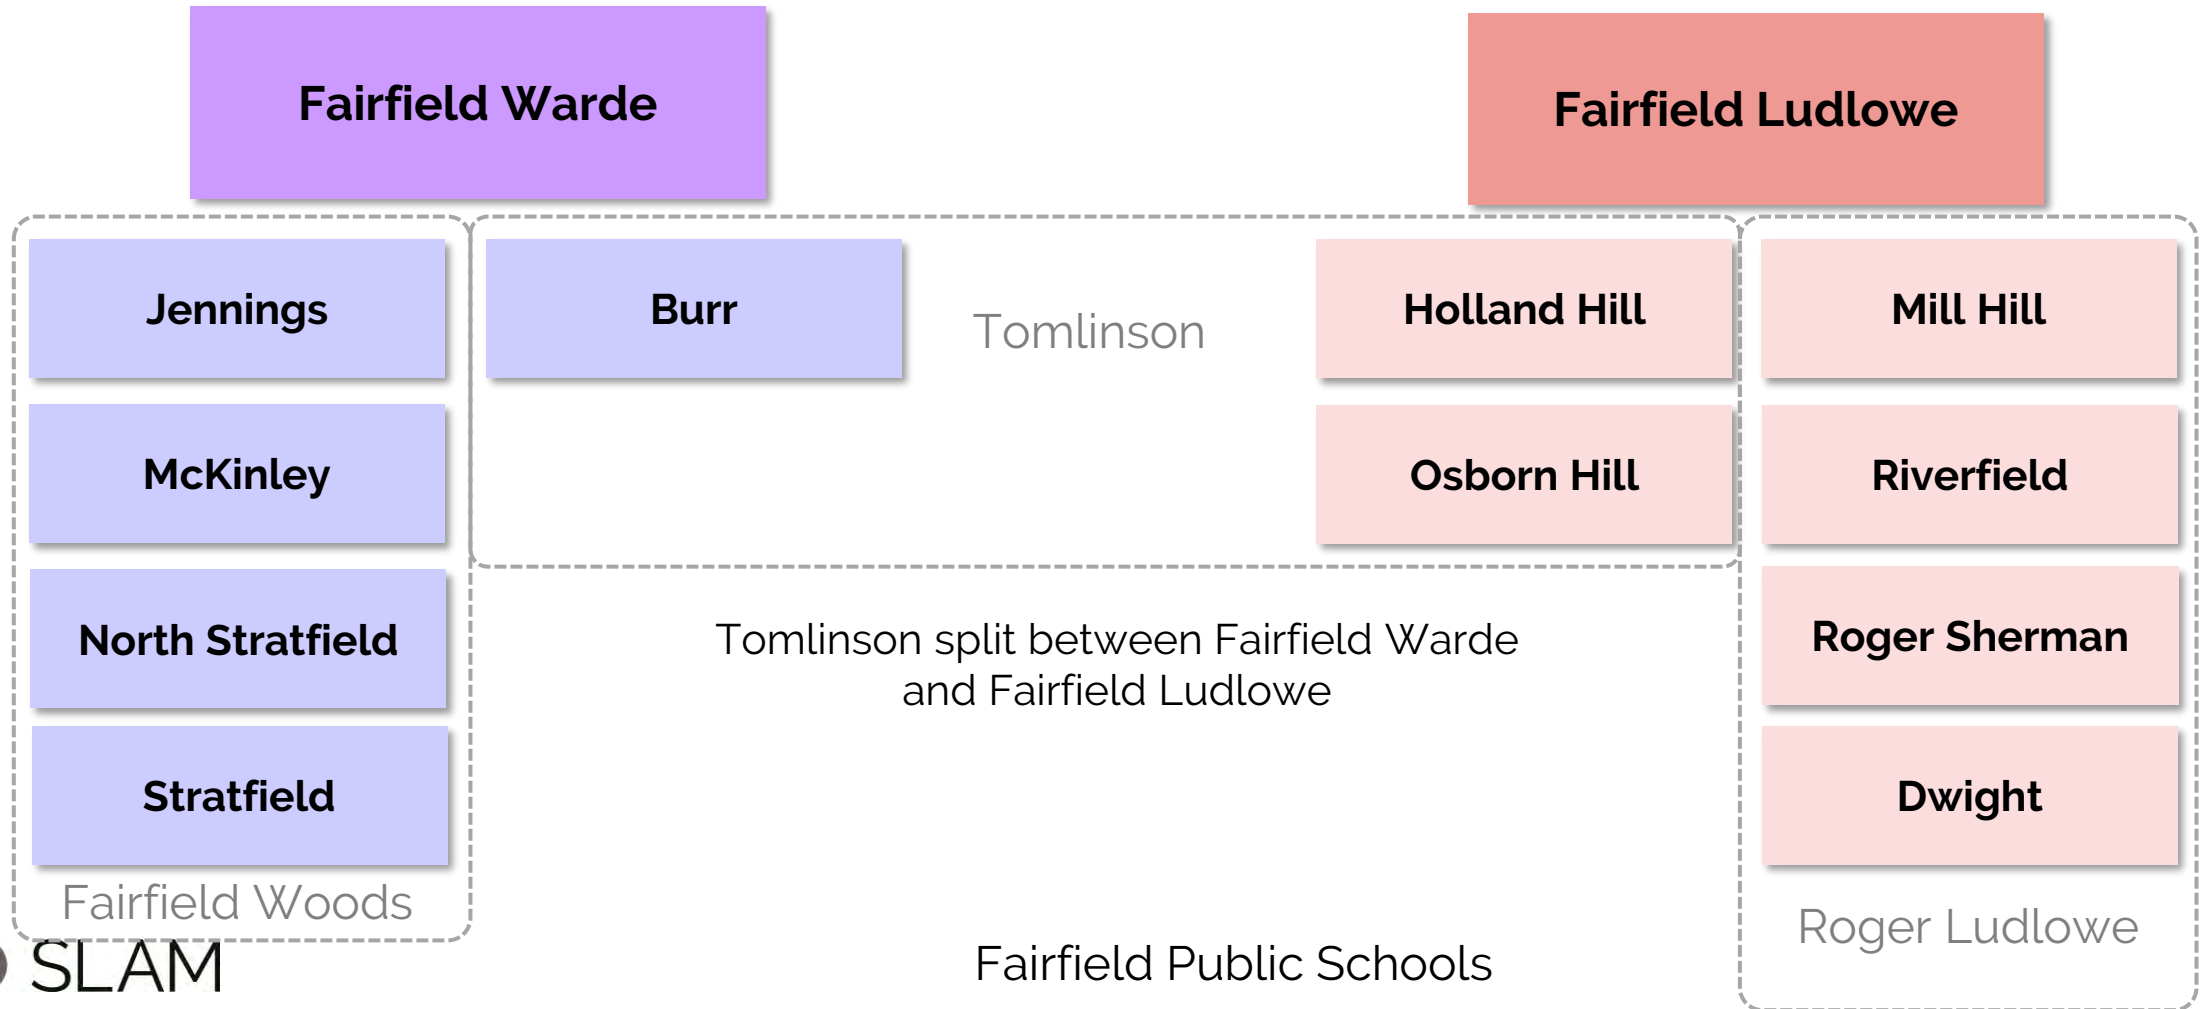 Fairfield Warde
Fairfield Ludlowe
Jennings
Burr
Tomlinson
Holland Hill
Mill Hill
McKinley
Osborn Hill
Riverfield
North Stratfield
Tomlinson split between Fairfield Warde
and Fairfield Ludlowe
Roger Sherman
Stratfield
Dwight
Fairfield Woods
Roger Ludlowe
SLAM
Fairfield Public Schools